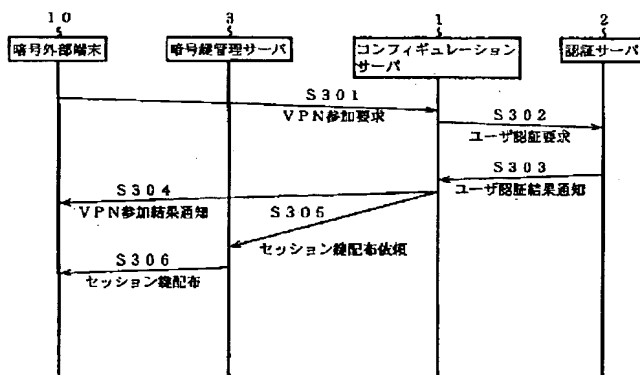 10
3
1
2
暗号外部端末
暗号鍵管理サーバ
コンフィギュレーション
サーバ
認証サーバ
S301
VPN参加要求
S302
ユーザ認証要求
S303
ユーザ認証結果通知
S304
VPN参加結果通知
S305
セッション鍵配布依頼
S306
セッション鍵配布